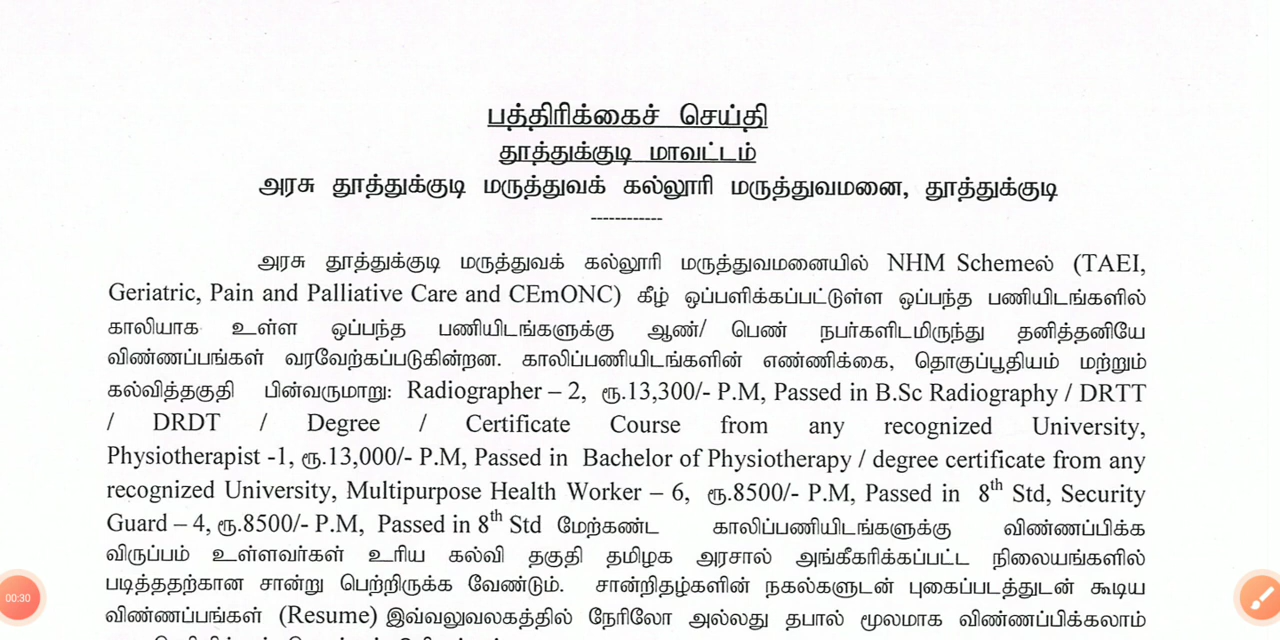 பத்திரிக்கைச் செய்தி
தூத்துக்குடி மாவட்டம்
அரசு தூத்துக்குடி மருத்துவக் கல்லூரி மருத்துவமனை, தூத்துக்குடி
------------
அரசு தூத்துக்குடி மருத்துவக் கல்லூரி மருத்துவமனையில் NHM Schemeல் (TAEI,
Geriatric, Pain and Palliative Care and CEmONC) கீழ் ஒப்பளிக்கப்பட்டுள்ள ஒப்பந்த பணியிடங்களில்
காலியாக உள்ள ஒப்பந்த பணியிடங்களுக்கு ஆண்/ பெண் நபர்களிடமிருந்து தனித்தனியே
விண்ணப்பங்கள் வரவேற்கப்படுகின்றன. காலிப்பணியிடங்களின் எண்ணிக்கை, தொகுப்பூதியம் மற்றும்
கல்வித்தகுதி பின்வருமாறு: Radiographer – 2, ரூ.13,300/- P.M, Passed in B.Sc Radiography / DRTT
/ DRDT / Degree / Certificate Course from any recognized University,
Physiotherapist -1, ரூ.13,000/- P.M, Passed in Bachelor of Physiotherapy / degree certificate from any
recognized University, Multipurpose Health Worker – 6, ரூ.8500/- P.M, Passed in 8th Std, Security
Guard – 4, ரூ.8500/- P.M, Passed in 8th Std மேற்கண்ட காலிப்பணியிடங்களுக்கு விண்ணப்பிக்க
விருப்பம் உள்ளவர்கள் உரிய கல்வி தகுதி தமிழக அரசால் அங்கீகரிக்கப்பட்ட நிலையங்களில்
படித்ததற்கான சான்று பெற்றிருக்க வேண்டும். சான்றிதழ்களின் நகல்களுடன் புகைப்படத்துடன் கூடிய
விண்ணப்பங்கள் (Resume) இவ்வலுவலகத்தில் நேரிலோ அல்லது தபால் மூலமாக விண்ணப்பிக்கலாம்
00:30